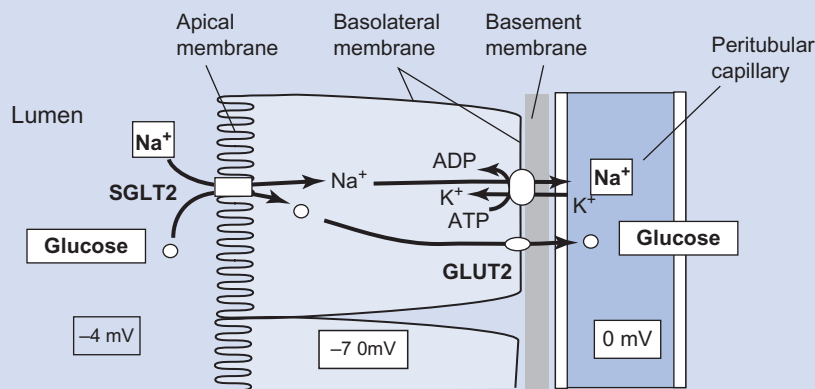 Apical
membrane
Basolateral
membrane
Basement
membrane
Peritubular
capillary
Lumen
Na⁺
SGLT2
Glucose
Na⁺
ADP
K⁺
ATP
GLUT2
Na⁺
K⁺
Glucose
–4 mV
–7 0mV
0 mV